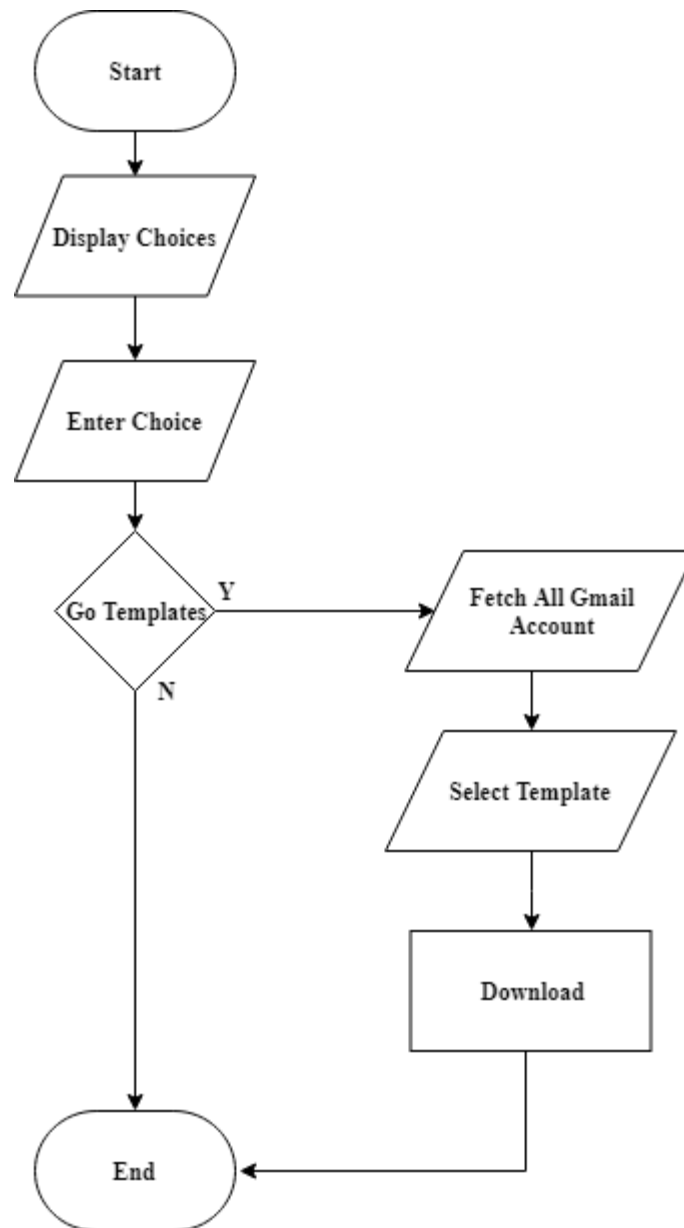 Start
Display Choices
Enter Choice
Go Templates
Y
N
Fetch All Gmail
Account
Select Template
Download
End